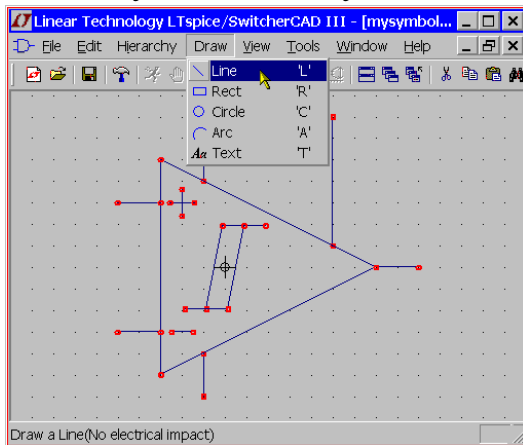 Linear Technology LTspice/SwitcherCAD III - [mysymbol...
File Edit Hierarchy Draw View Tools Window Help
Line 'L'
Rect 'R'
Circle 'C'
Arc 'A'
Aa Text 'T'
Draw a Line(No electrical impact)